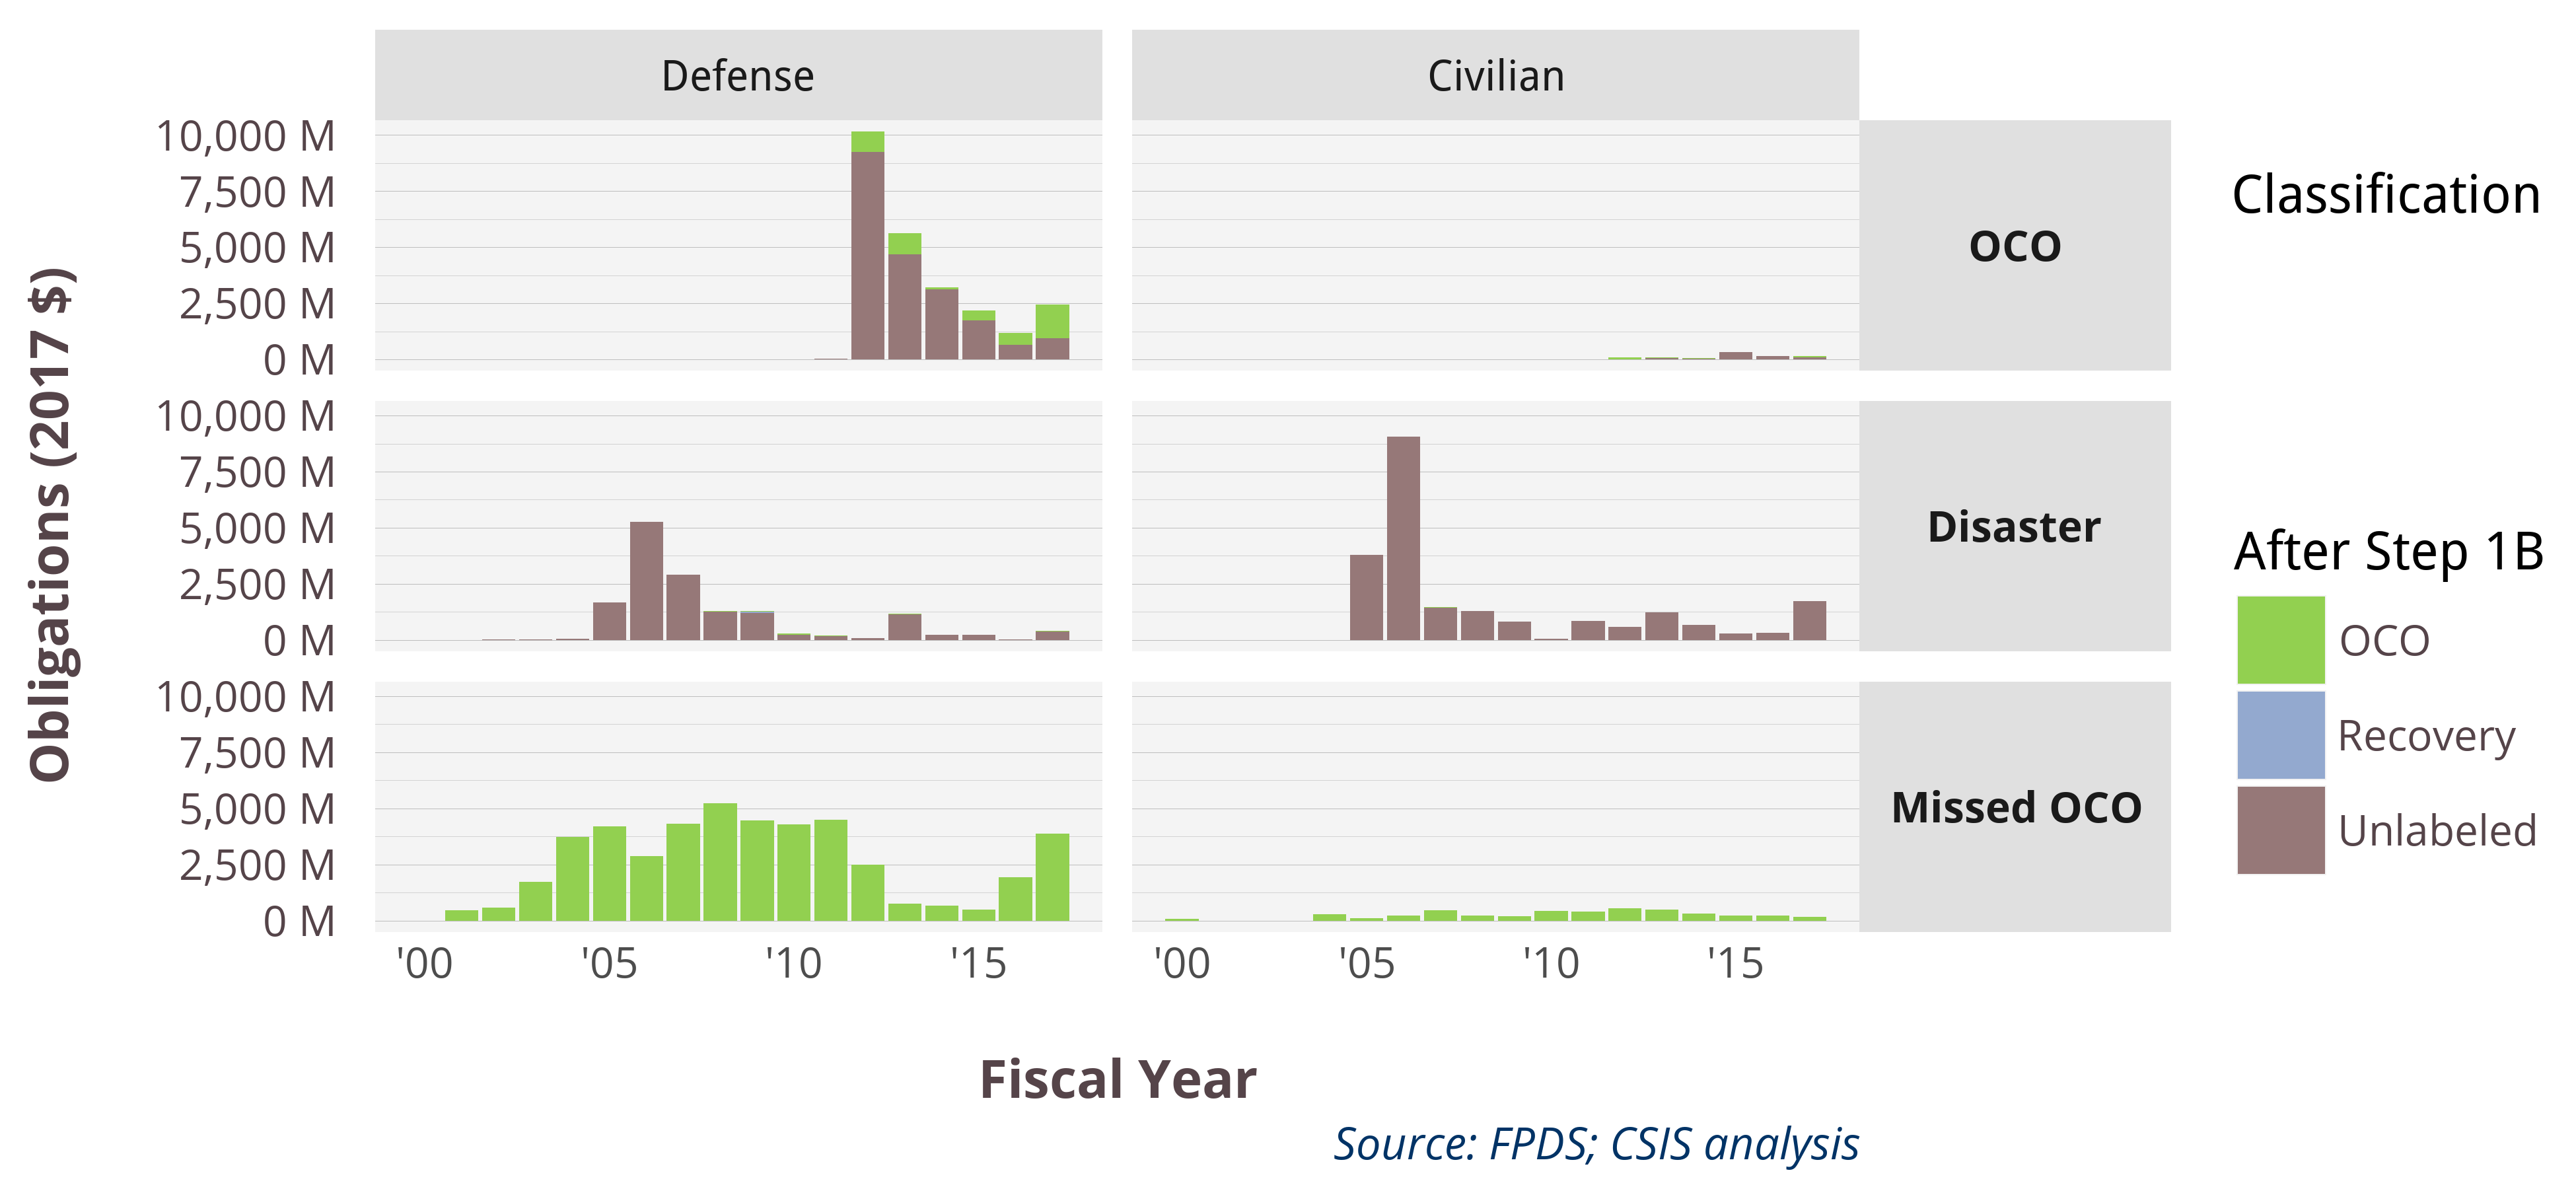 Defense
Civilian
10,000 M
7,500 M
5,000 M
2,500 M
0 M
OCO
10,000 M
7,500 M
5,000 M
2,500 M
0 M
Disaster
10,000 M
7,500 M
5,000 M
2,500 M
0 M
Missed OCO
'00
'05
'10
'15
'00
'05
'10
'15
Obligations (2017 $)
Fiscal Year
Classification
After Step 1B
OCO
Recovery
Unlabeled
Source: FPDS; CSIS analysis